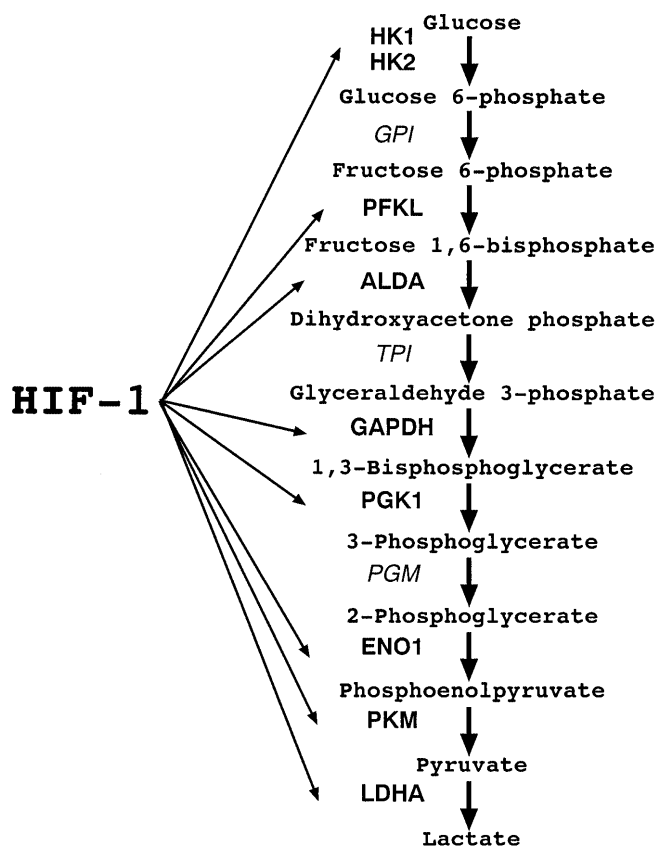 Glucose
HK1
HK2
Glucose 6-phosphate
GPI
Fructose 6-phosphate
PFKL
Fructose 1,6-bisphosphate
ALDA
Dihydroxyacetone phosphate
TPI
HIF-1
Glyceraldehyde 3-phosphate
GAPDH
1,3-Bisphosphoglycerate
PGK1
3-Phosphoglycerate
PGM
2-Phosphoglycerate
ENO1
Phosphoenolpyruvate
PKM
Pyruvate
LDHA
Lactate